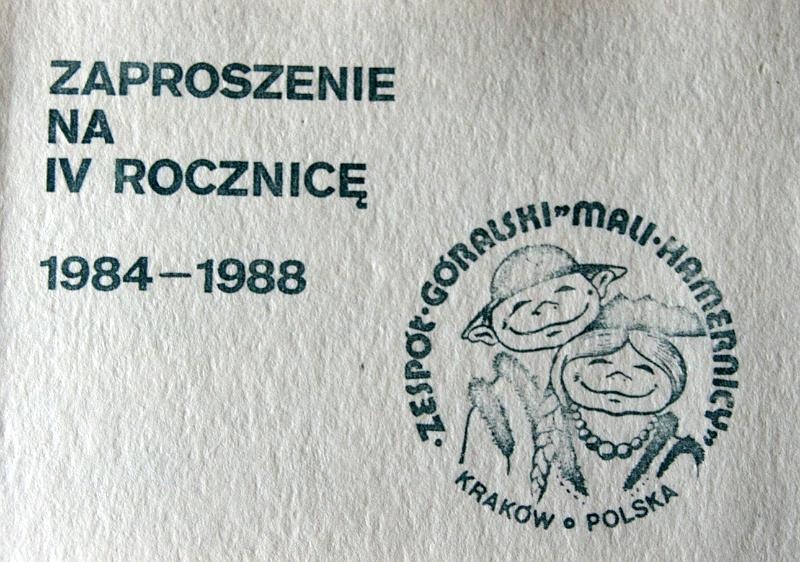 ZAPROSZENIE
NA
IV ROCZNICĘ
1984—1988
·ZESPÓŁ·GÓRALSKI„MALI·HAMERNICY”
KRAKÓW ∘ POLSKA